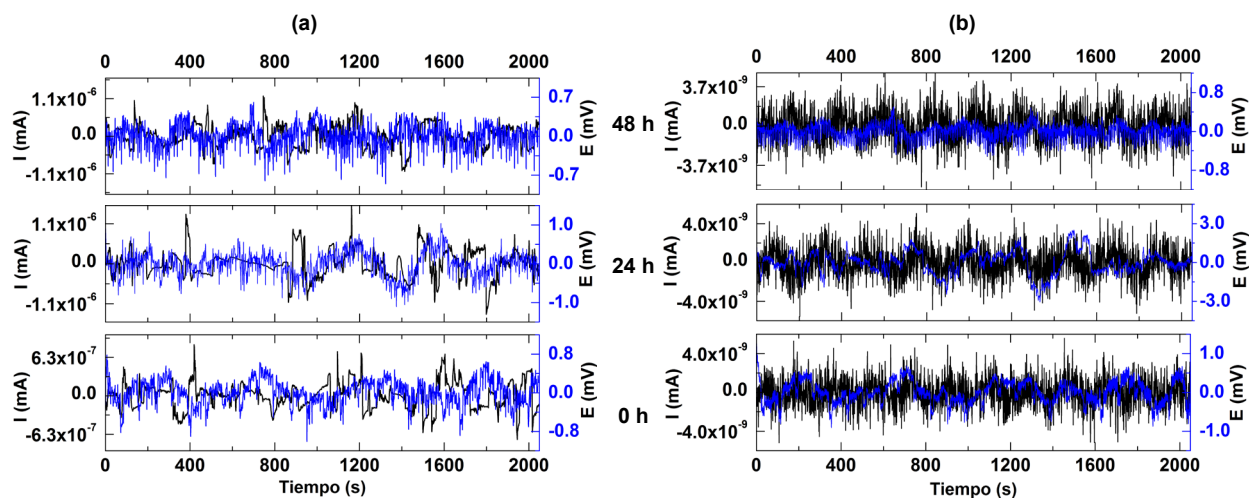 (a)
0 400 800 1200 1600 2000
I (mA)
1.1x10⁻⁶
0.0
-1.1x10⁻⁶
0.7
0.0
-0.7
E (mV)
I (mA)
1.1x10⁻⁶
0.0
-1.1x10⁻⁶
1.0
0.0
-1.0
E (mV)
I (mA)
6.3x10⁻⁷
0.0
-6.3x10⁻⁷
0.8
0.0
-0.8
E (mV)
0 400 800 1200 1600 2000
Tiempo (s)
48 h
24 h
0 h
(b)
0 400 800 1200 1600 2000
I (mA)
3.7x10⁻⁹
0.0
-3.7x10⁻⁹
0.8
0.0
-0.8
E (mV)
I (mA)
4.0x10⁻⁹
0.0
-4.0x10⁻⁹
3.0
0.0
-3.0
E (mV)
I (mA)
4.0x10⁻⁹
0.0
-4.0x10⁻⁹
1.0
0.0
-1.0
E (mV)
0 400 800 1200 1600 2000
Tiempo (s)